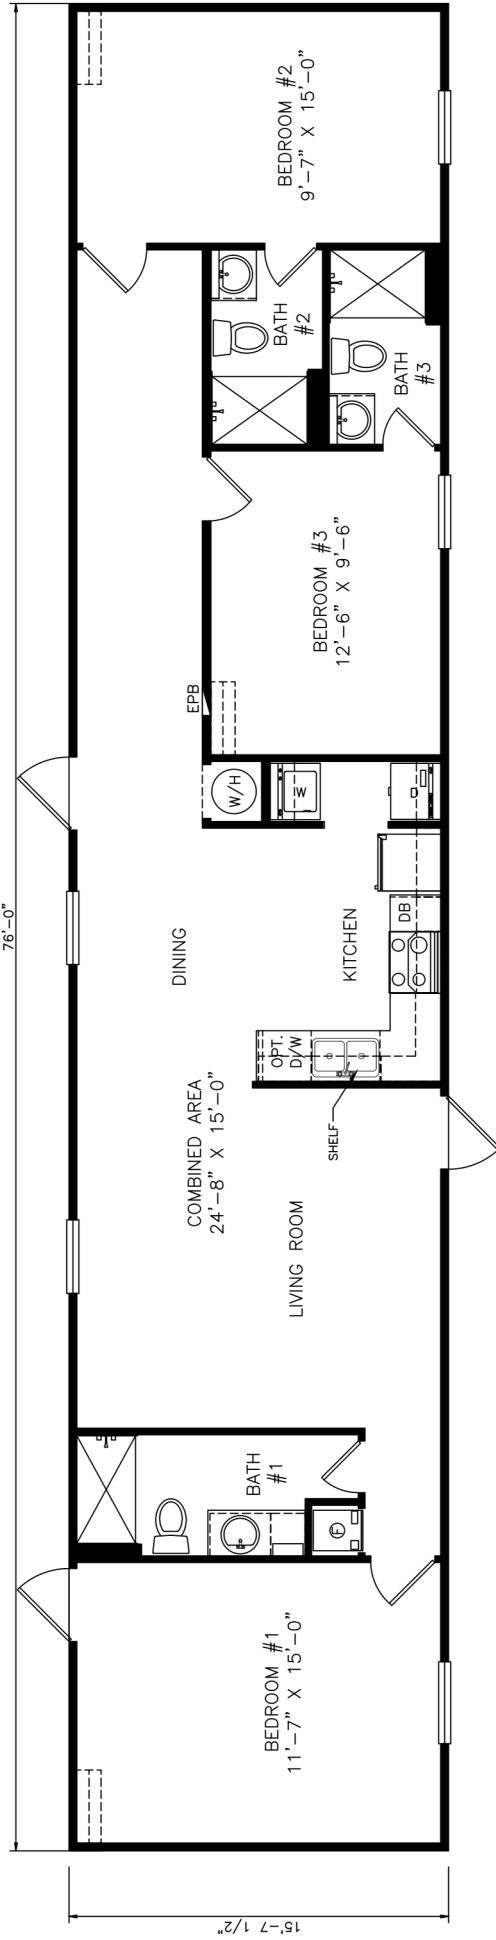 76'-0"
15'-7 1/2"
BEDROOM #1
11'-7" X 15'-0"
BATH
#1
F
LIVING ROOM
COMBINED AREA
24'-8" X 15'-0"
SHELF
OPT.
D/W
DINING
KITCHEN
DB
W/H
W
D
EPB
BEDROOM #3
12'-6" X 9'-6"
BATH
#2
BATH
#3
BEDROOM #2
9'-7" X 15'-0"